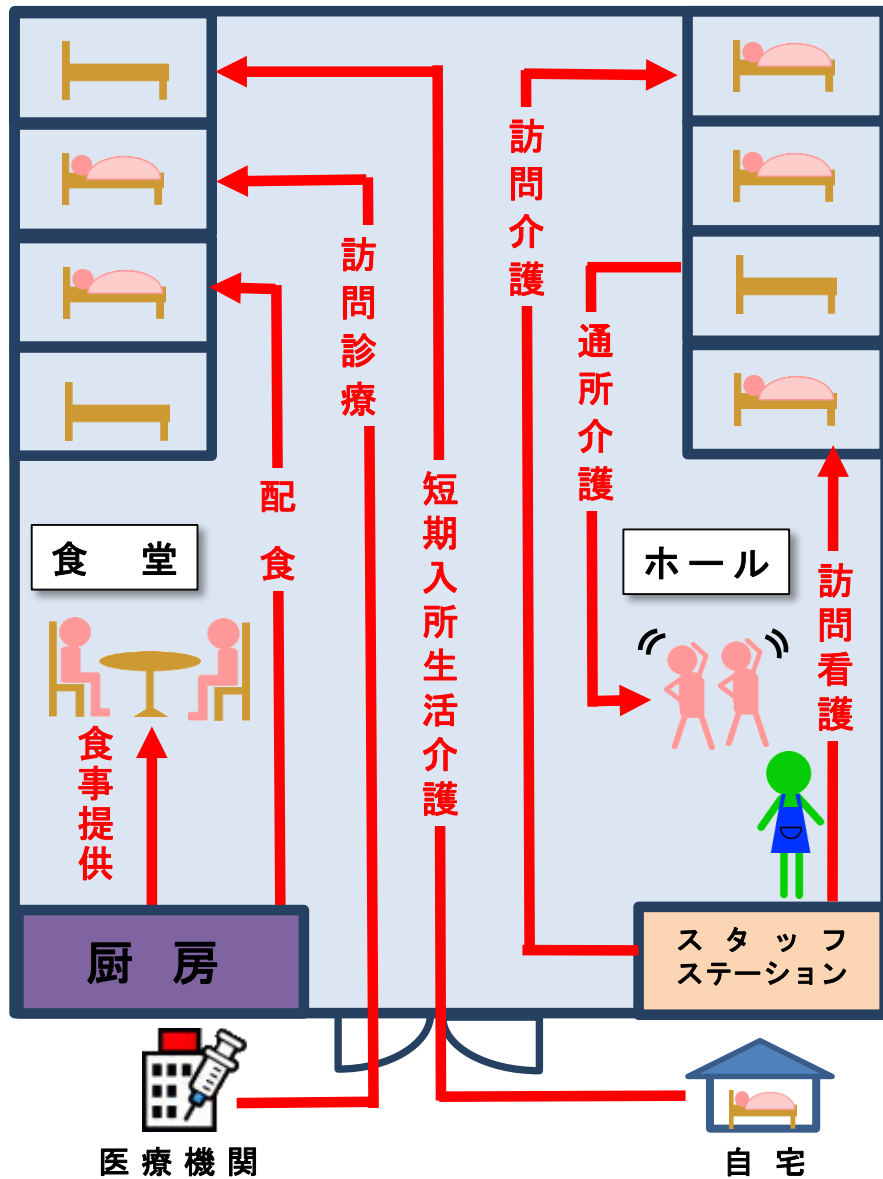 訪問介護
訪問診療
通所介護
配食
短期入所生活介護
食堂
ホール
訪問看護
食事提供
厨房
スタッフ
ステーション
医療機関
自宅